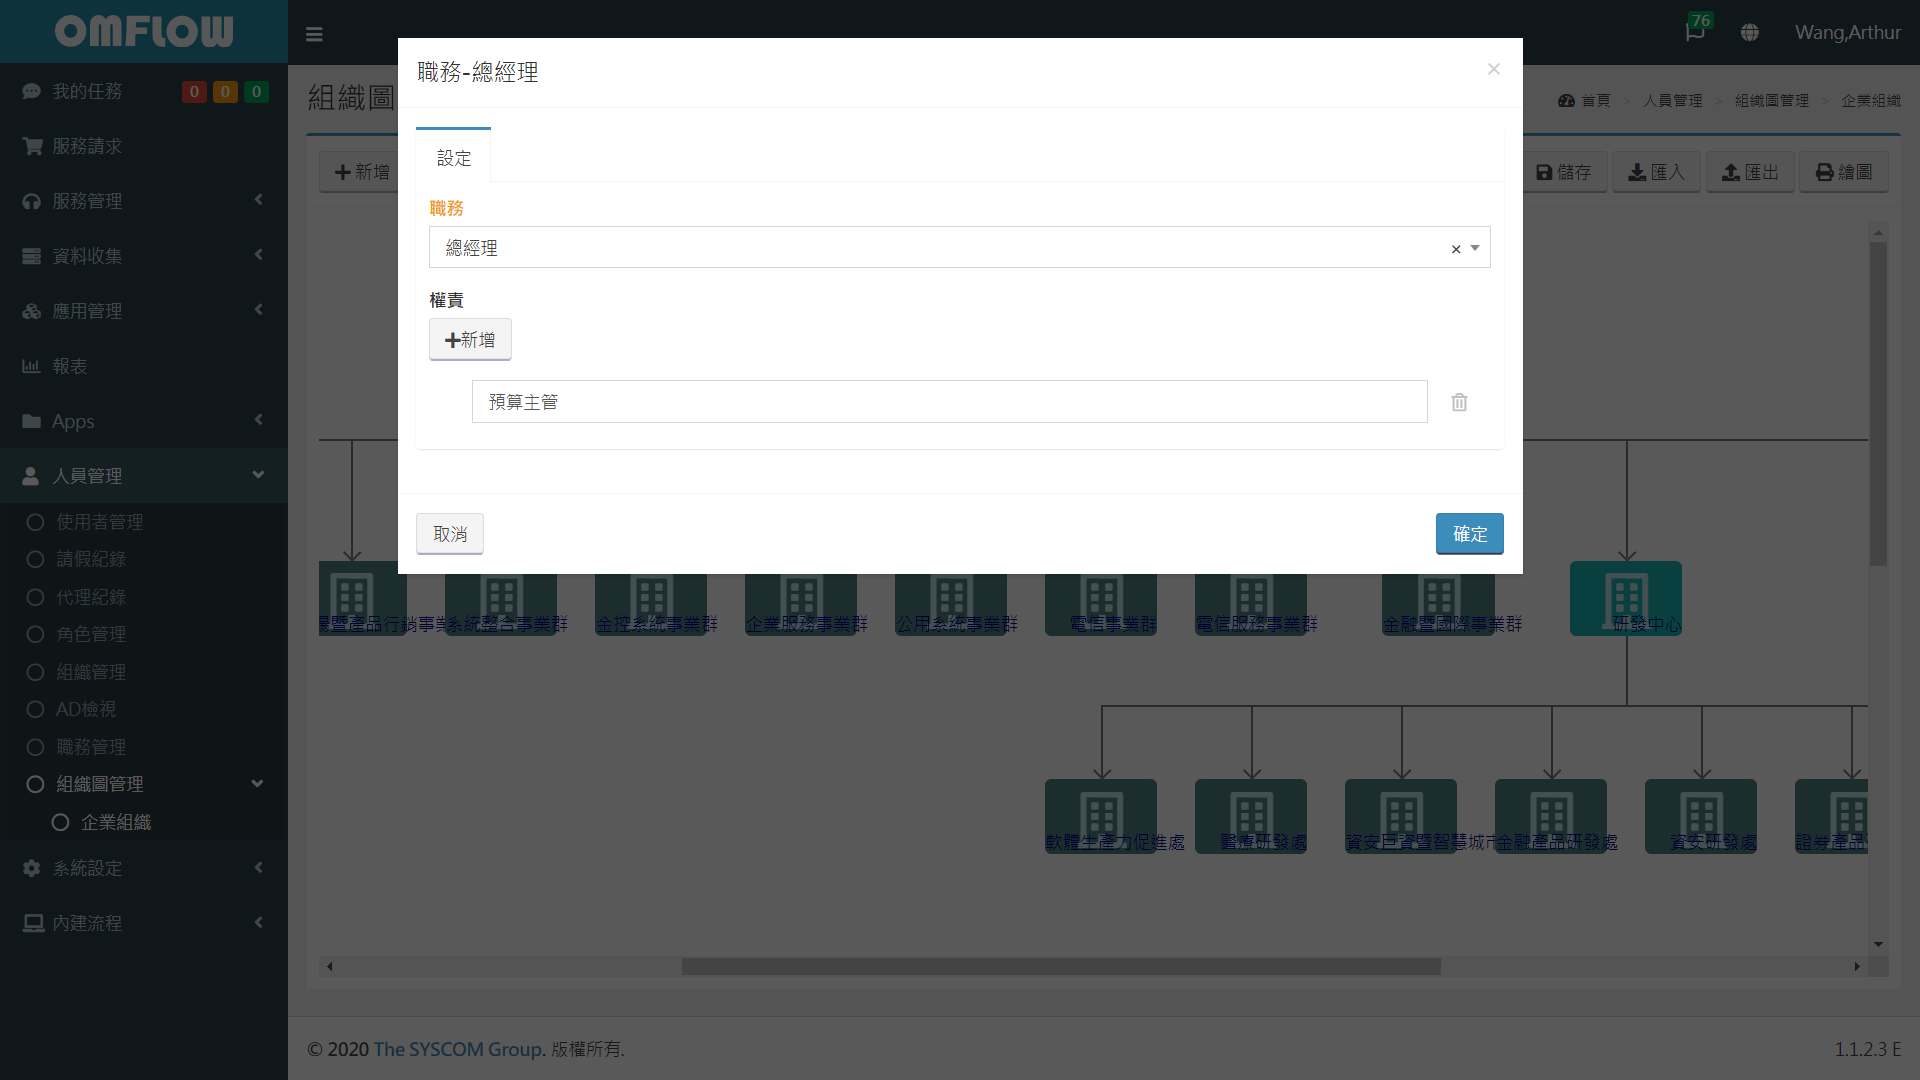 OMFLOW
76
Wang,Arthur
我的任務
0 0 0
服務請求
服務管理
資料收集
應用管理
報表
Apps
人員管理
使用者管理
請假紀錄
代理紀錄
角色管理
組織管理
AD檢視
職務管理
組織圖管理
企業組織
系統設定
內建流程
組織圖
首頁 > 人員管理 > 組織圖管理 > 企業組織
新增
儲存
匯入
匯出
繪圖
職務-總經理
×
設定
職務
總經理
×
權責
新增
預算主管
取消
確定
暨產品行銷事業
系統整合事業群
金控系統事業群
企業服務事業群
公用系統事業群
電信事業群
電信服務事業群
金融暨國際事業群
研發中心
軟體生產力促進處
醫療研發處
資安巨資暨智慧城市
金融產品研發處
資安研發處
證券產品
© 2020 The SYSCOM Group. 版權所有.
1.1.2.3 E